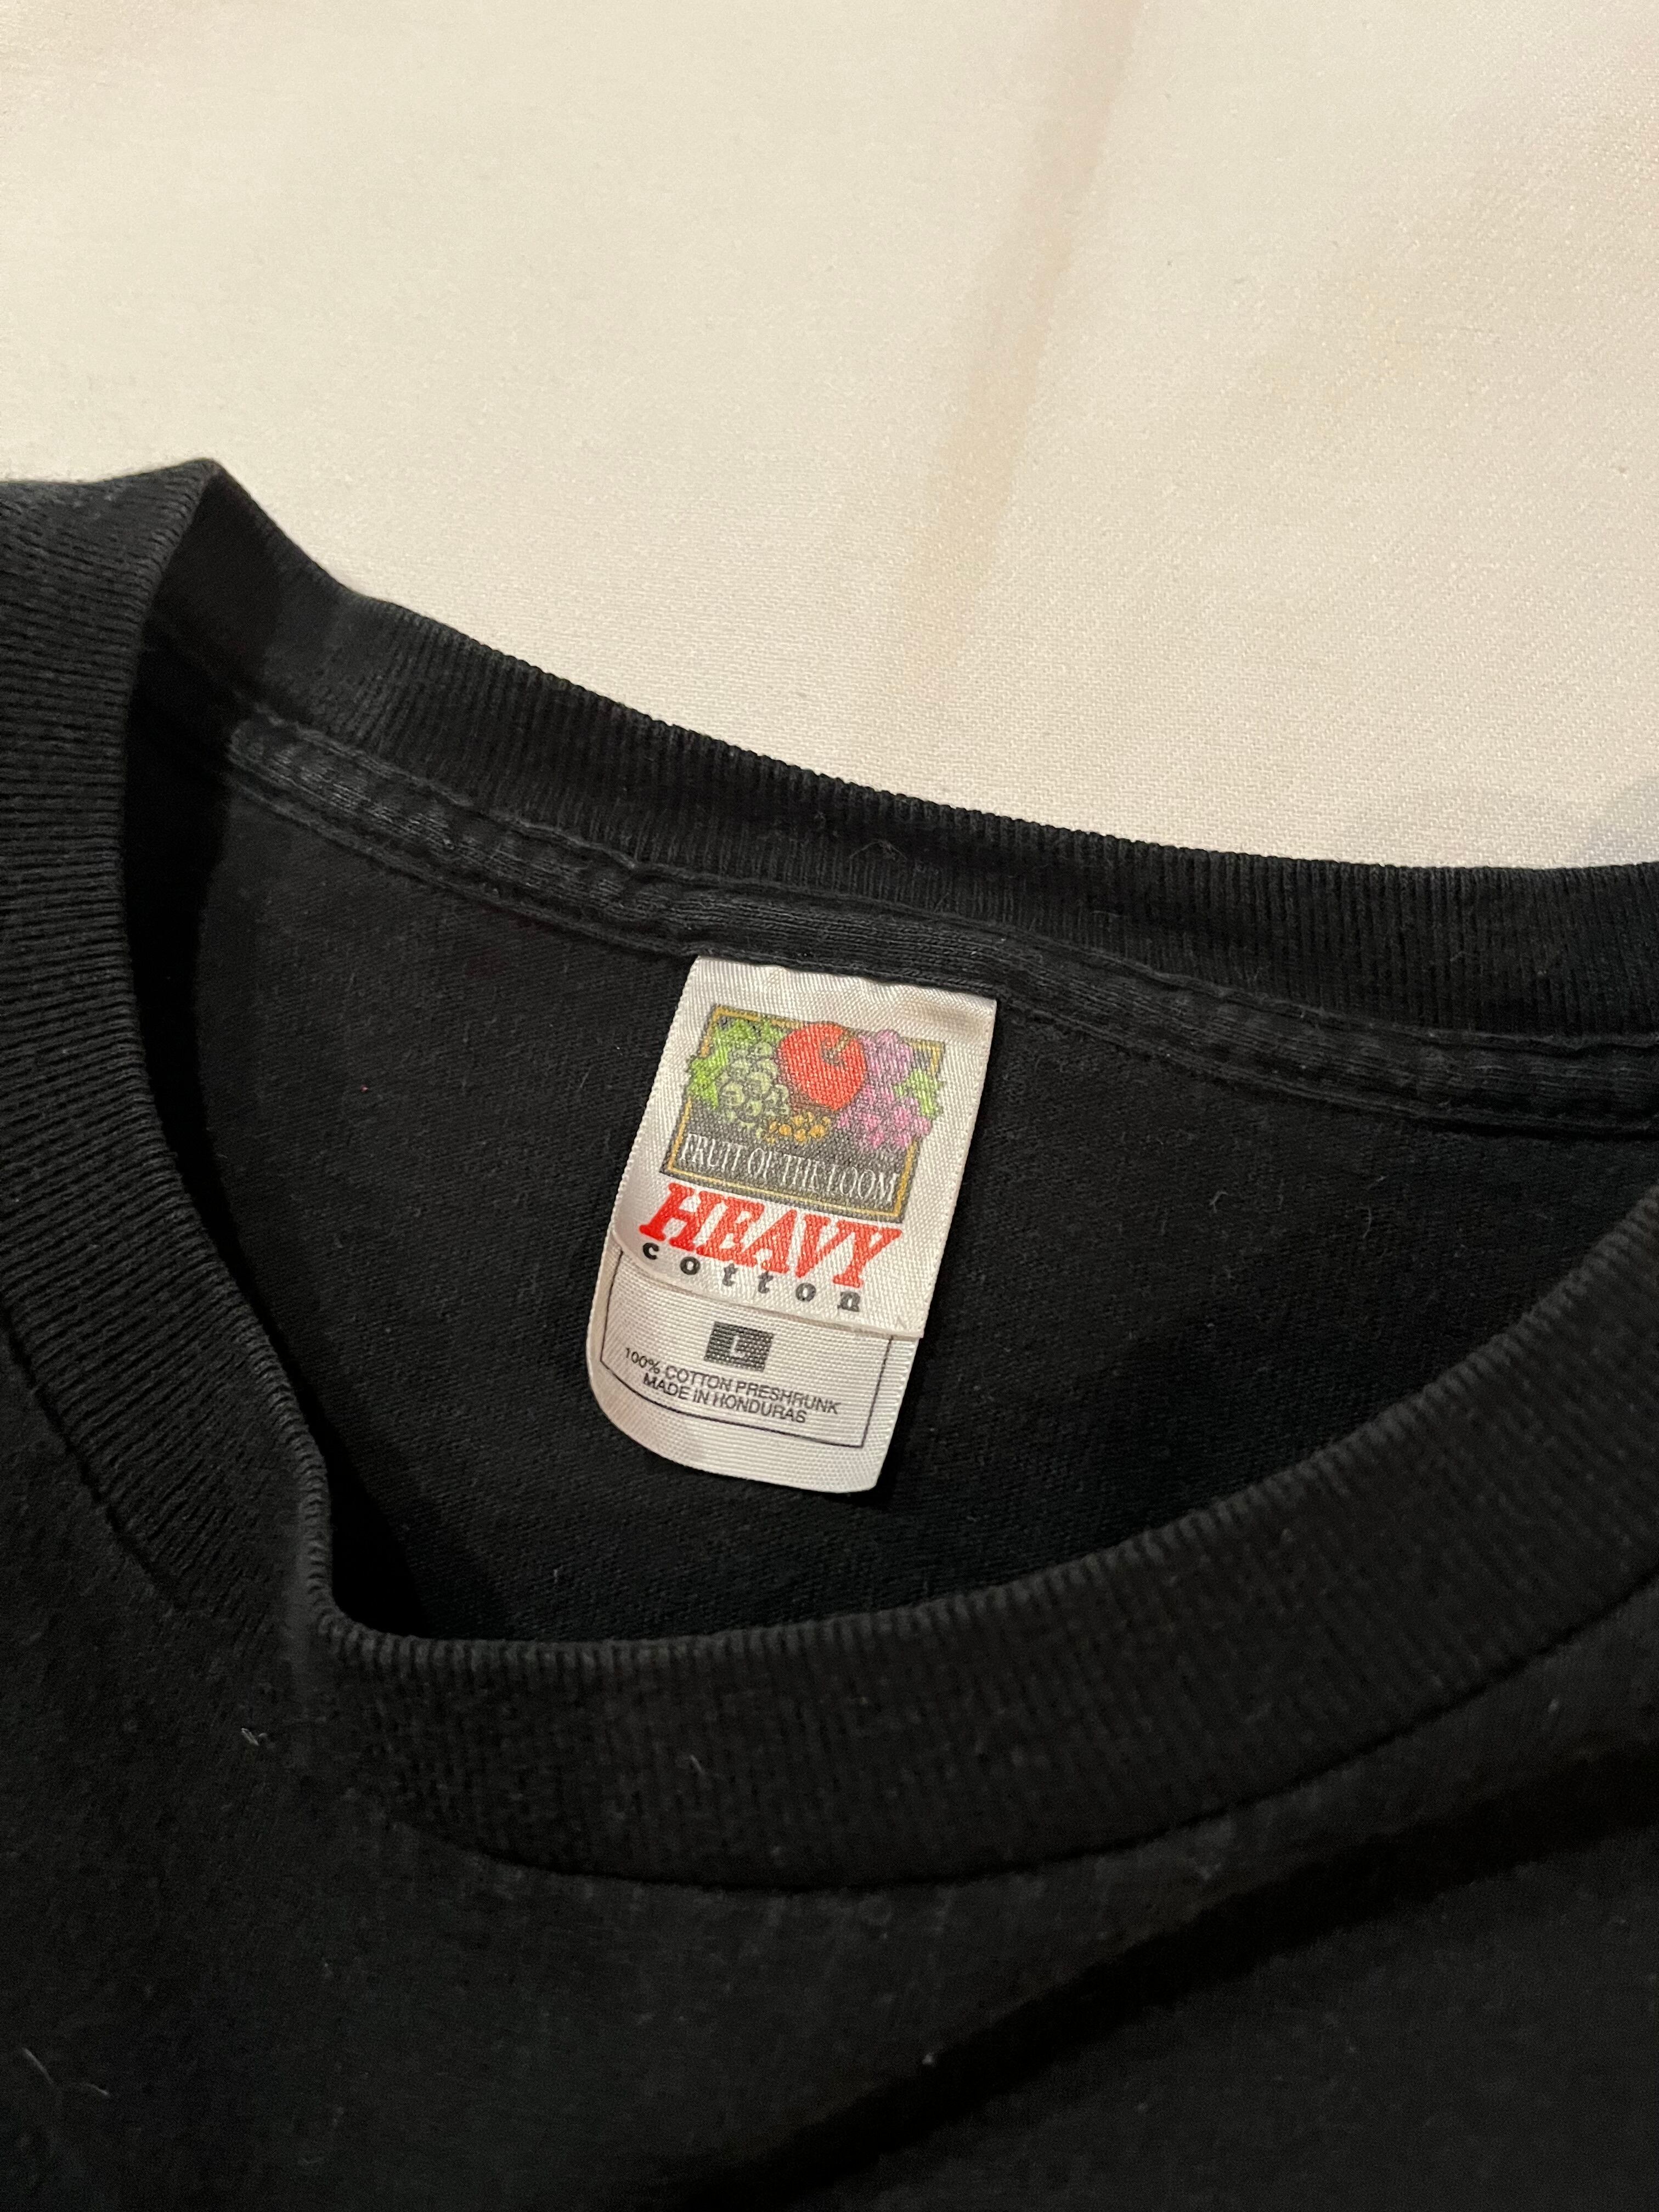 FRUIT OF THE LOOM
HEAVY
cotton
L
100% COTTON PRESHRUNK
MADE IN HONDURAS